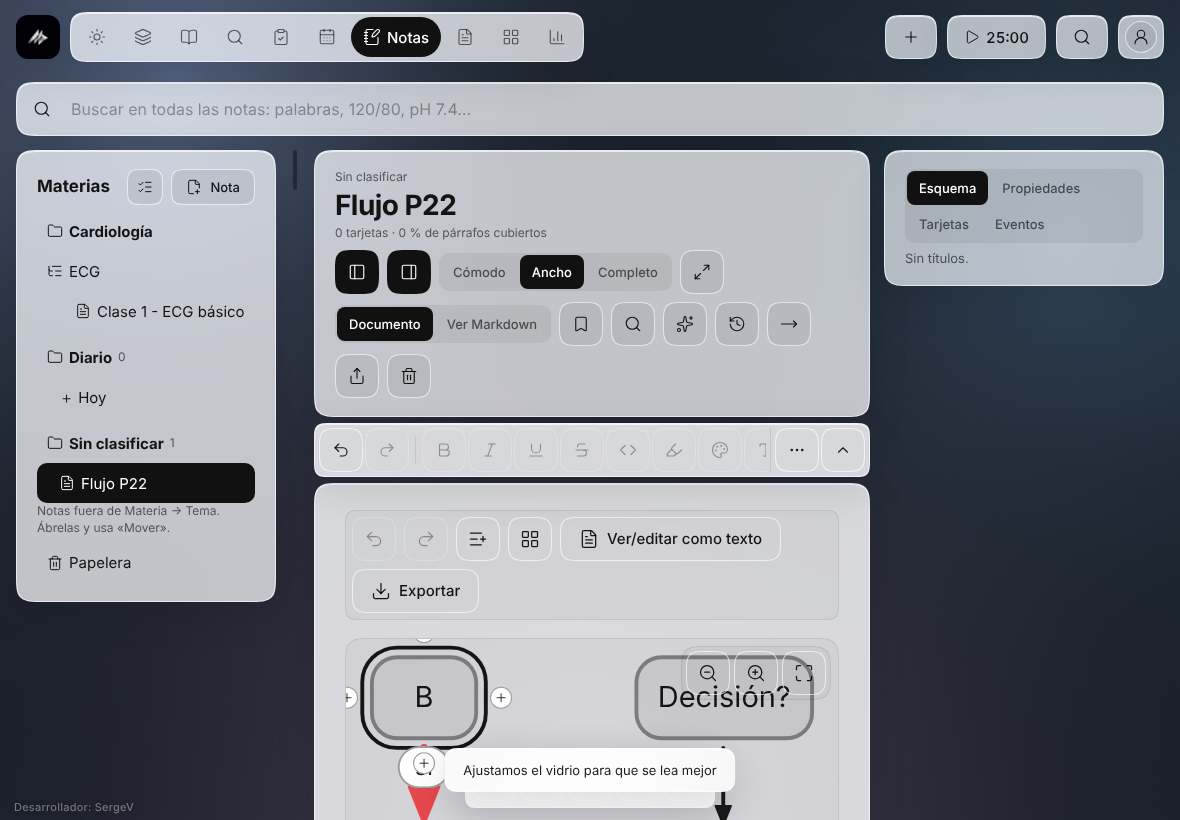 Notas
25:00
Buscar en todas las notas: palabras, 120/80, pH 7.4...
Materias
Nota
Cardiología
ECG
Clase 1 - ECG básico
Diario 0
+ Hoy
Sin clasificar 1
Flujo P22
Notas fuera de Materia → Tema.
Ábrelas y usa «Mover».
Papelera
Sin clasificar
Flujo P22
0 tarjetas · 0 % de párrafos cubiertos
Cómodo
Ancho
Completo
Documento
Ver Markdown
Esquema
Propiedades
Tarjetas
Eventos
Sin títulos.
Ver/editar como texto
Exportar
B
Decisión?
Ajustamos el vidrio para que se lea mejor
Desarrollador: SergeV